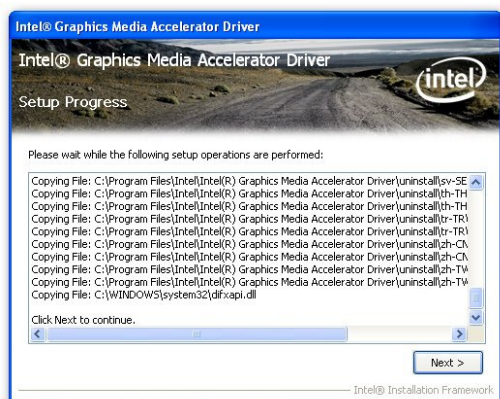 Intel® Graphics Media Accelerator Driver
Intel® Graphics Media Accelerator Driver
intel
Setup Progress
Please wait while the following setup operations are performed:
Copying File: C:\Program Files\Intel\Intel(R) Graphics Media Accelerator Driver\uninstall\sv-SE
Copying File: C:\Program Files\Intel\Intel(R) Graphics Media Accelerator Driver\uninstall\th-TH
Copying File: C:\Program Files\Intel\Intel(R) Graphics Media Accelerator Driver\uninstall\th-TH
Copying File: C:\Program Files\Intel\Intel(R) Graphics Media Accelerator Driver\uninstall\tr-TR\
Copying File: C:\Program Files\Intel\Intel(R) Graphics Media Accelerator Driver\uninstall\tr-TR\
Copying File: C:\Program Files\Intel\Intel(R) Graphics Media Accelerator Driver\uninstall\zh-CN
Copying File: C:\Program Files\Intel\Intel(R) Graphics Media Accelerator Driver\uninstall\zh-CN
Copying File: C:\Program Files\Intel\Intel(R) Graphics Media Accelerator Driver\uninstall\zh-TW
Copying File: C:\Program Files\Intel\Intel(R) Graphics Media Accelerator Driver\uninstall\zh-TW
Copying File: C:\WINDOWS\system32\difxapi.dll
Click Next to continue.
Next >
Intel® Installation Framework